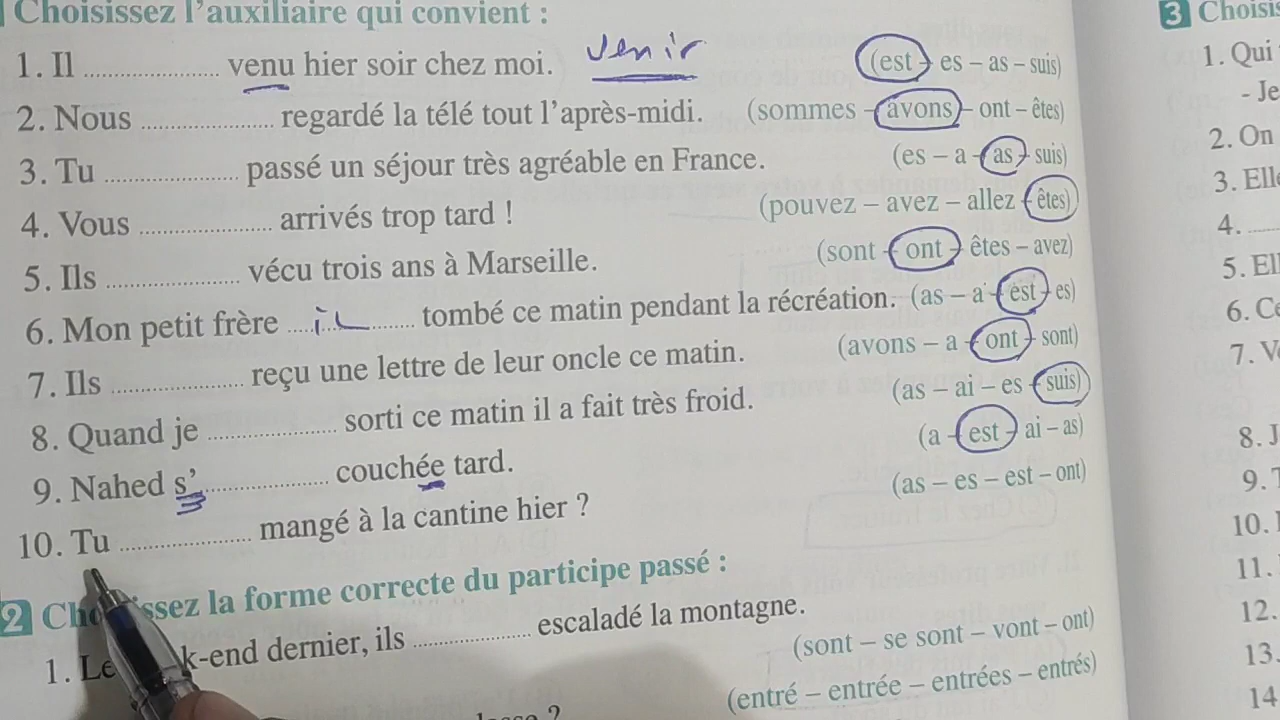 Choisissez l'auxiliaire qui convient :
1. Il .................... venu hier soir chez moi. venir (est – es – as – suis)
2. Nous .................... regardé la télé tout l'après-midi. (sommes – avons – ont – êtes)
3. Tu .................... passé un séjour très agréable en France. (es – a – as – suis)
4. Vous .................... arrivés trop tard ! (pouvez – avez – allez – êtes)
5. Ils .................... vécu trois ans à Marseille. (sont – ont – êtes – avez)
6. Mon petit frère .................... tombé ce matin pendant la récréation. (as – a – est – es)
7. Ils .................... reçu une lettre de leur oncle ce matin. (avons – a – ont – sont)
8. Quand je .................... sorti ce matin il a fait très froid. (as – ai – es – suis)
9. Nahed s'.................... couchée tard. (a – est – ai – as)
10. Tu .................... mangé à la cantine hier ? (as – es – est – ont)
2 Choisissez la forme correcte du participe passé :
1. Le k-end dernier, ils .................... escaladé la montagne. (sont – se sont – vont – ont)
(entré – entrée – entrées – entrés)
3 Choisis
1. Qui
- Je
2. On
3. Elle
4.
5. Ell
6. Ce
7. V
8. J
9.
10.
11.
12.
13.
14